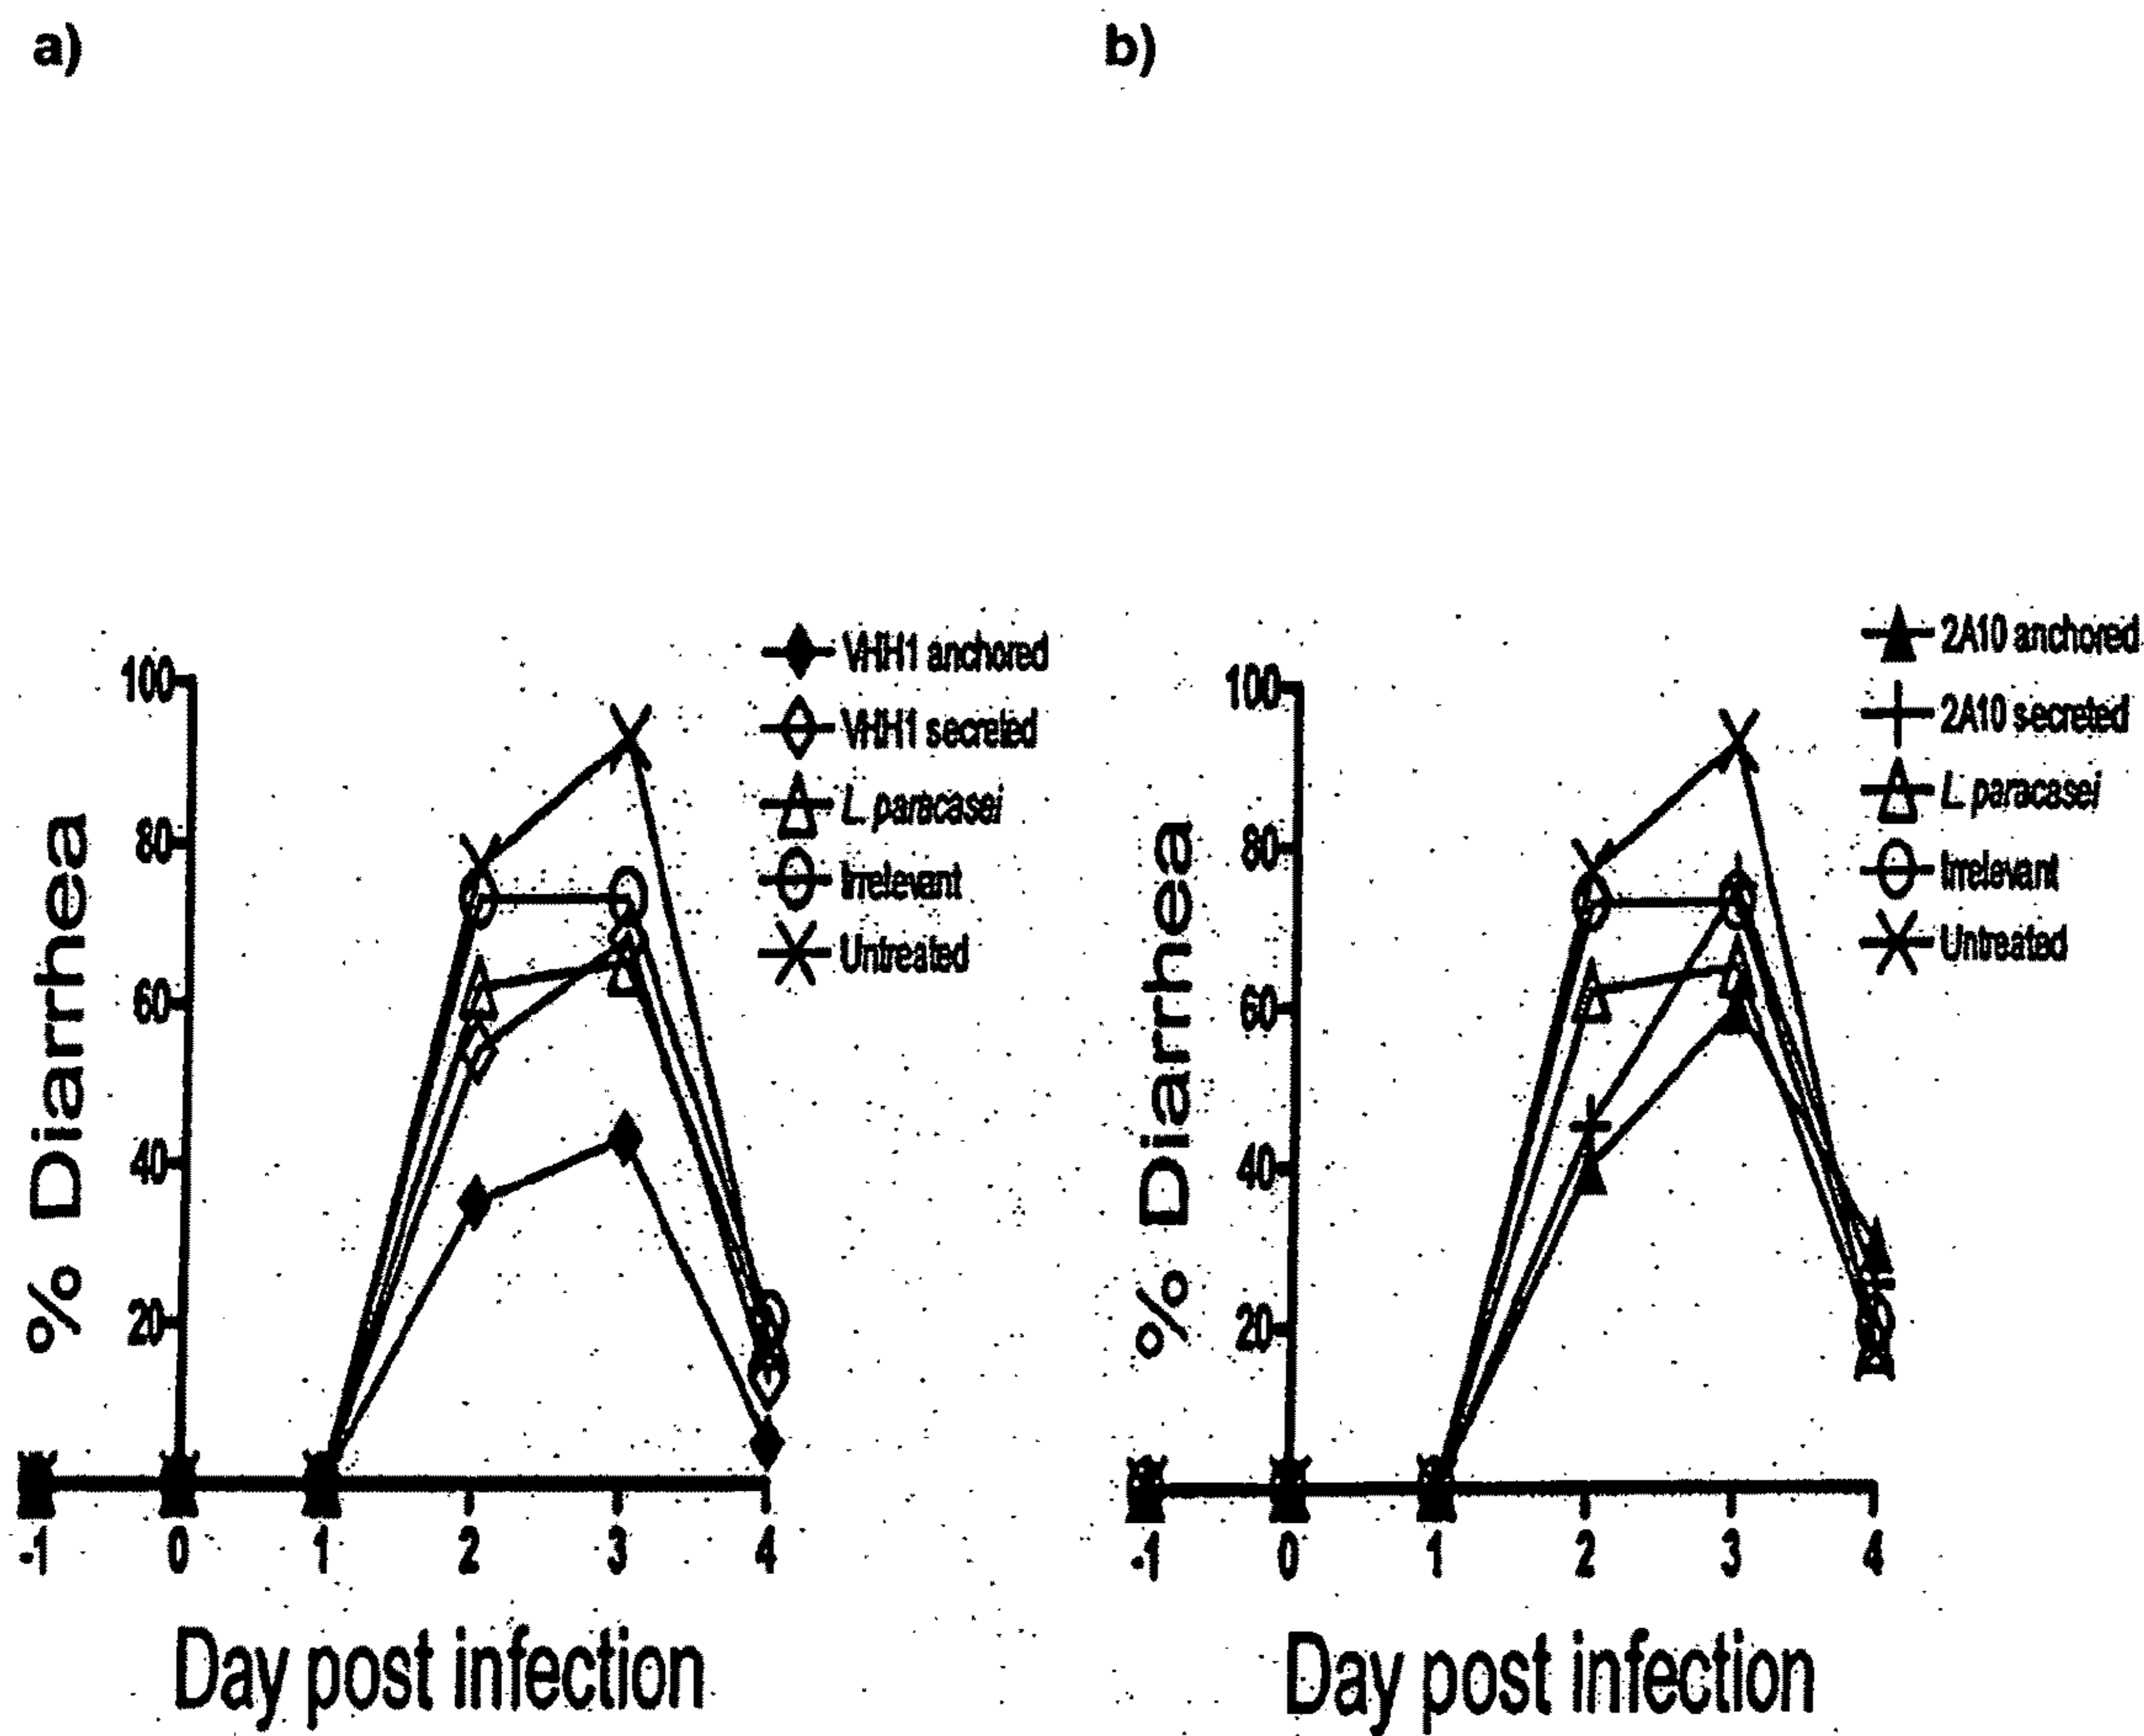 a)
VHH1 anchored
VHH1 secreted
L. paracasei
Irrelevant
Untreated
100
80
60
40
20
% Diarrhea
-1 0 1 2 3 4
Day post infection
b)
2A10 anchored
2A10 secreted
L. paracasei
Irrelevant
Untreated
100
80
60
40
20
% Diarrhea
-1 0 1 2 3 4
Day post infection